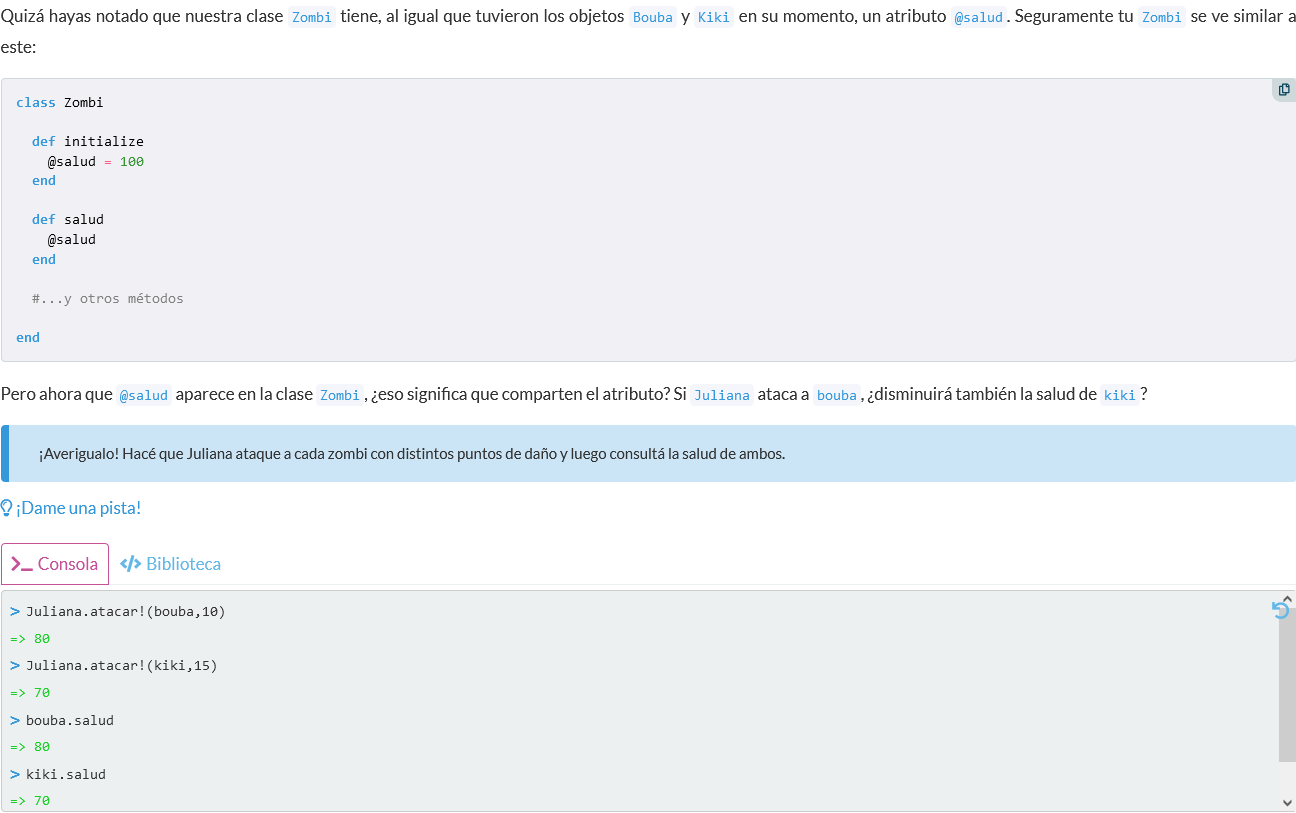 Quizá hayas notado que nuestra clase Zombi tiene, al igual que tuvieron los objetos Bouba y Kiki en su momento, un atributo @salud. Seguramente tu Zombi se ve similar a
este:
class Zombi
def initialize
@salud = 100
end
def salud
@salud
end
#...y otros métodos
end
Pero ahora que @salud aparece en la clase Zombi, ¿eso significa que comparten el atributo? Si Juliana ataca a bouba, ¿disminuirá también la salud de kiki?
¡Averigualo! Hacé que Juliana ataque a cada zombi con distintos puntos de daño y luego consultá la salud de ambos.
¡Dame una pista!
Consola
Biblioteca
> Juliana.atacar!(bouba,10)
=> 80
> Juliana.atacar!(kiki,15)
=> 70
> bouba.salud
=> 80
> kiki.salud
=> 70